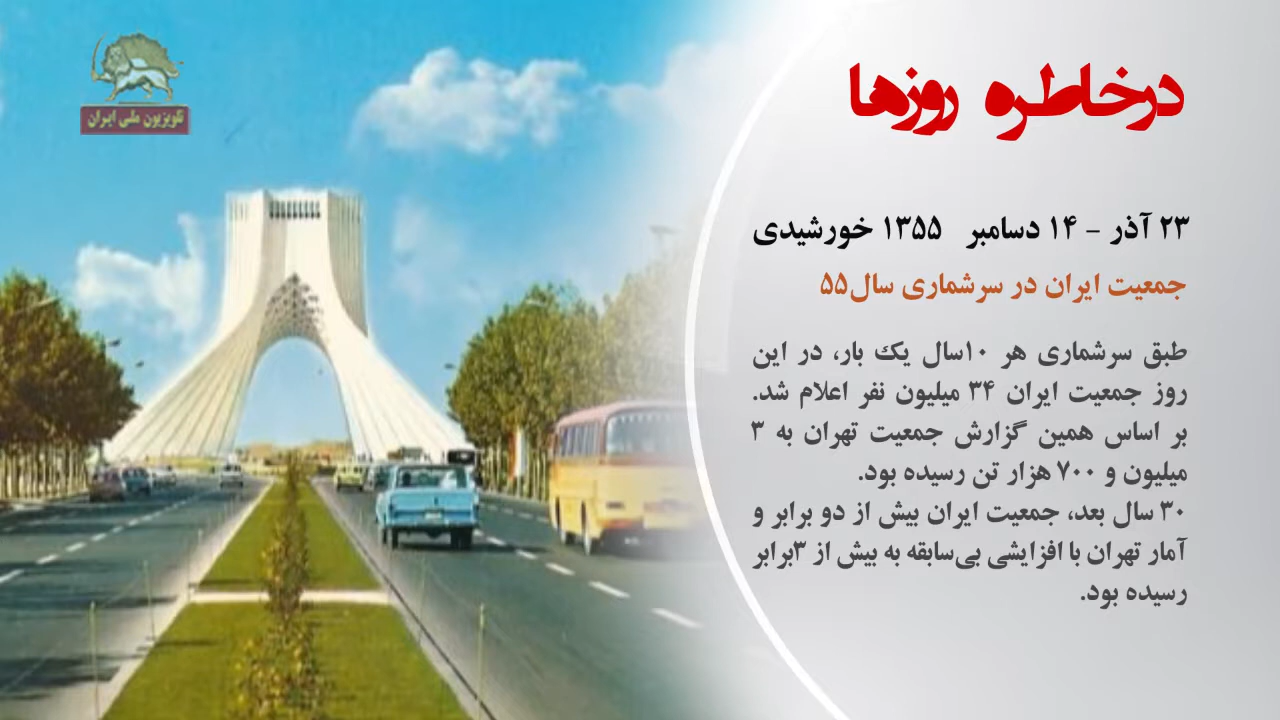 تلویزیون ملی ایران
درخاطره روزها
۲۳ آذر - ۱۴ دسامبر ۱۳۵۵ خورشیدی
جمعیت ایران در سرشماری سال۵۵
طبق سرشماری هر ۱۰سال یک بار، در این
روز جمعیت ایران ۳۴ میلیون نفر اعلام شد.
بر اساس همین گزارش جمعیت تهران به ۳
میلیون و ۷۰۰ هزار تن رسیده بود.
۳۰ سال بعد، جمعیت ایران بیش از دو برابر و
آمار تهران با افزایشی بی‌سابقه به بیش از ۳برابر
رسیده بود.